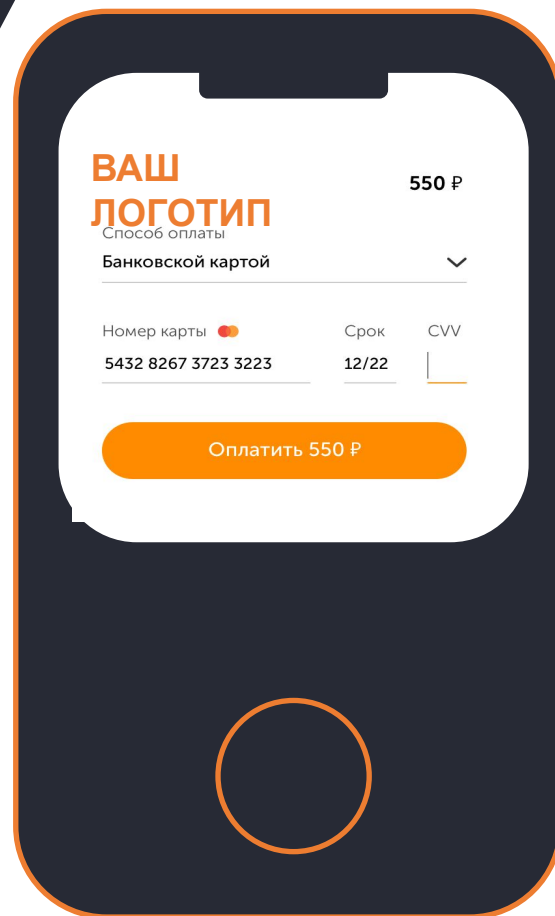 ВАШ
ЛОГОТИП
550 ₽
Способ оплаты
Банковской картой
Номер карты Срок CVV
5432 8267 3723 3223 12/22
Оплатить 550 ₽